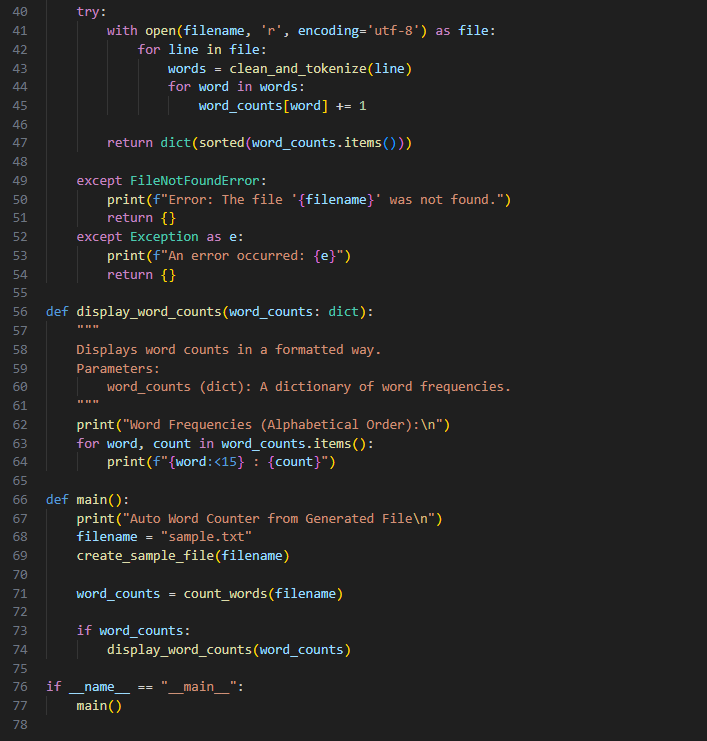 40     try:
41         with open(filename, 'r', encoding='utf-8') as file:
42             for line in file:
43                 words = clean_and_tokenize(line)
44                 for word in words:
45                     word_counts[word] += 1
46
47         return dict(sorted(word_counts.items()))
48
49     except FileNotFoundError:
50         print(f"Error: The file '{filename}' was not found.")
51         return {}
52     except Exception as e:
53         print(f"An error occurred: {e}")
54         return {}
55
56 def display_word_counts(word_counts: dict):
57     """
58     Displays word counts in a formatted way.
59     Parameters:
60         word_counts (dict): A dictionary of word frequencies.
61     """
62     print("Word Frequencies (Alphabetical Order):\n")
63     for word, count in word_counts.items():
64         print(f"{word:<15} : {count}")
65
66 def main():
67     print("Auto Word Counter from Generated File\n")
68     filename = "sample.txt"
69     create_sample_file(filename)
70
71     word_counts = count_words(filename)
72
73     if word_counts:
74         display_word_counts(word_counts)
75
76 if __name__ == "__main__":
77     main()
78